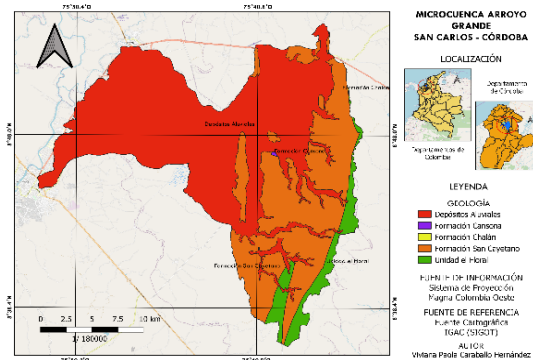 MICROCUENCA ARROYO
GRANDE
SAN CARLOS - CÓRDOBA
LOCALIZACIÓN
Departamento
de Córdoba
Departamentos de
Colombia
LEYENDA
GEOLOGÍA
Depósitos Aluviales
Formación Cansona
Formación Chalán
Formación San Cayetano
Unidad el Floral
FUENTE DE INFORMACIÓN
Sistema de Proyección
Magna Colombia Oeste
FUENTE DE REFERENCIA
Fuente Cartográfica
IGAC (SIGOT)
AUTOR
Viviana Paola Caraballo Hernández
Formación Chalán
Depósitos Aluviales
Formación Cansona
Formación San Cayetano
Unidad el Floral
0 2.5 5 7.5 10 km
1/ 180000